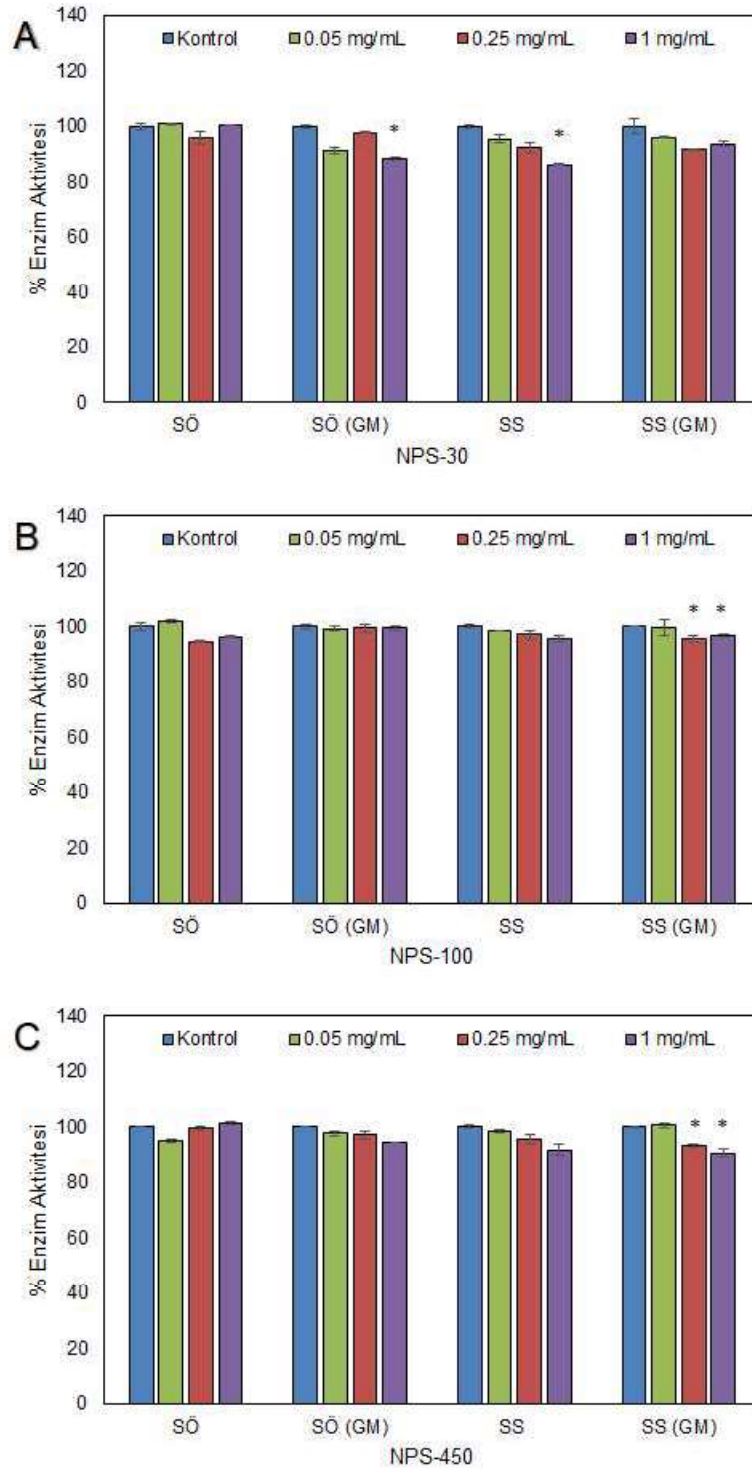 A
140
Kontrol 0.05 mg/mL 0.25 mg/mL 1 mg/mL
120
100
80
60
40
20
0
% Enzim Aktivitesi
* *
SÖ SÖ (GM) SS SS (GM)
NPS-30
B
140
Kontrol 0.05 mg/mL 0.25 mg/mL 1 mg/mL
120
100
80
60
40
20
0
% Enzim Aktivitesi
* *
SÖ SÖ (GM) SS SS (GM)
NPS-100
C
140
Kontrol 0.05 mg/mL 0.25 mg/mL 1 mg/mL
120
100
80
60
40
20
0
% Enzim Aktivitesi
* *
SÖ SÖ (GM) SS SS (GM)
NPS-450